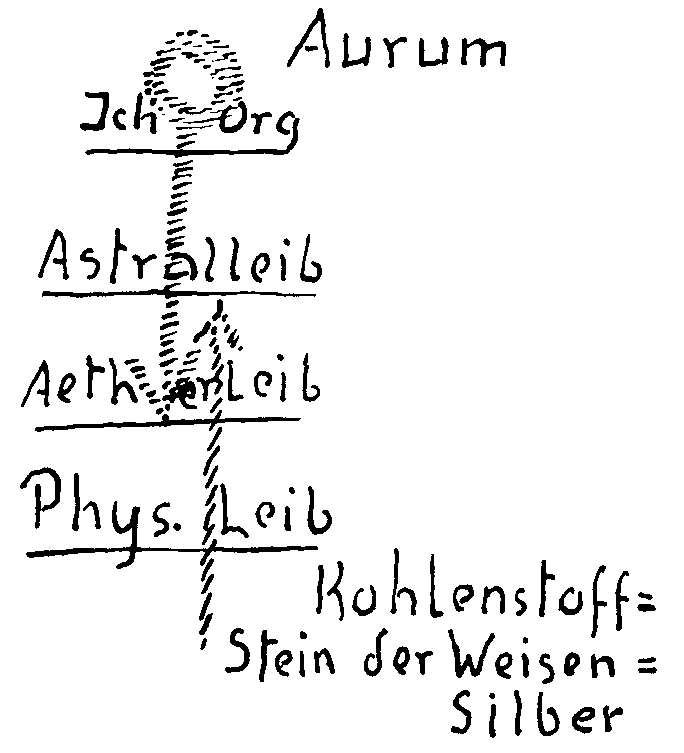 Aurum
Ich Org
Astralleib
Aetherleib
Phys. Leib
Kohlenstoff=
Stein der Weisen =
Silber